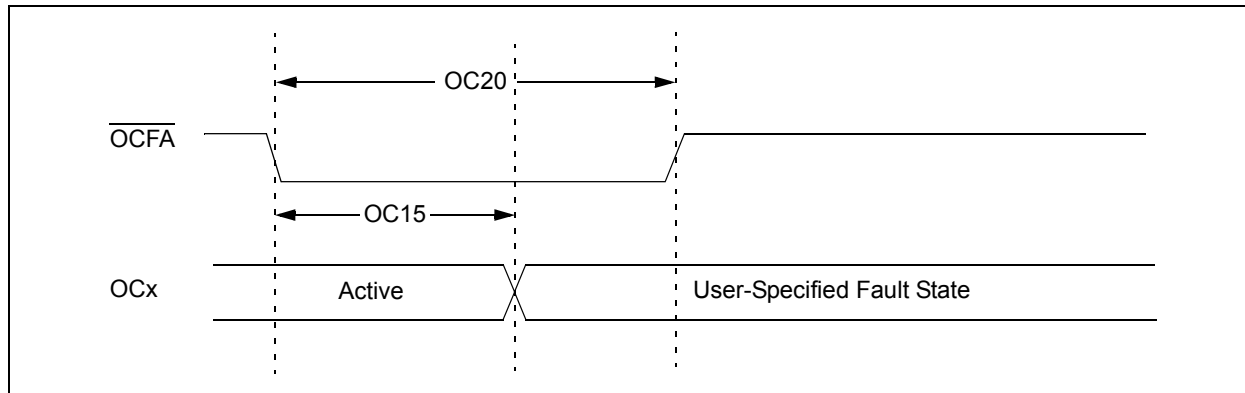 OC20
OCFA
OC15
OCx
Active
User-Specified Fault State